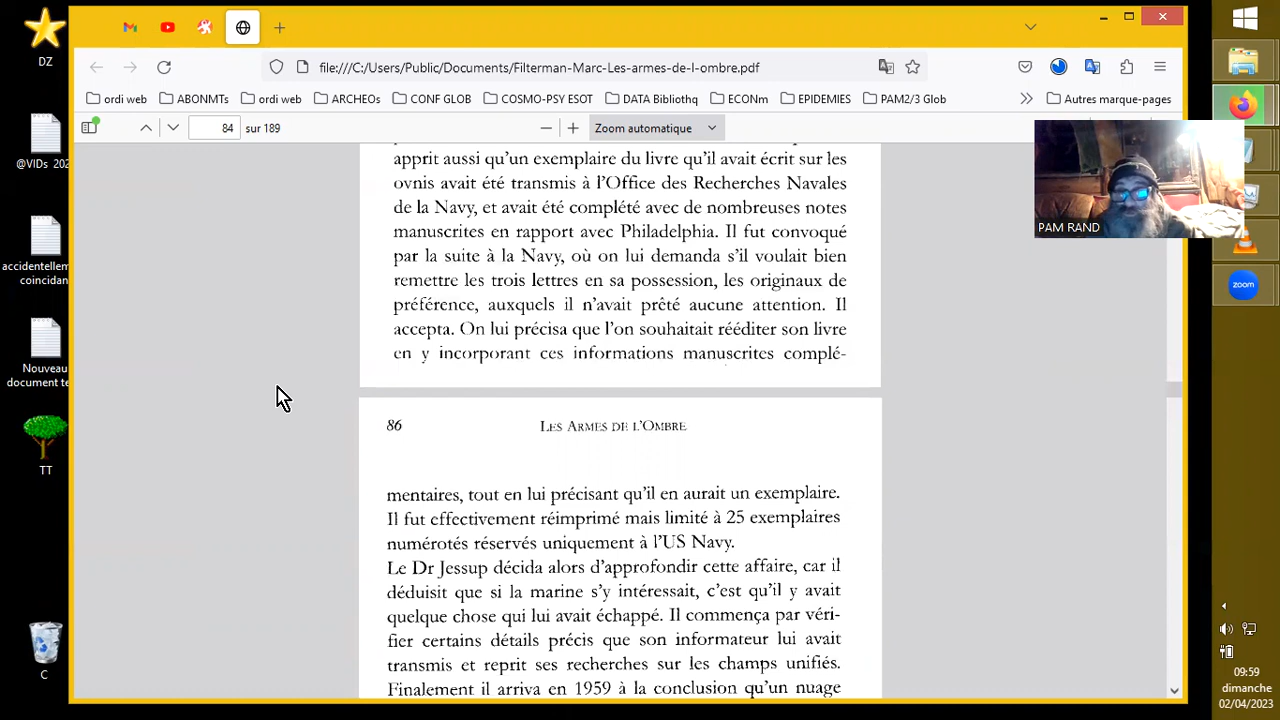 DZ
@VIDs 202
accidentellem
coincidan
Nouveau
document te
TT
C
file:///C:/Users/Public/Documents/Filterman-Marc-Les-armes-de-l-ombre.pdf
ordi web
ABONMTs
ordi web
ARCHEOs
CONF GLOB
COSMO-PSY ESOT
DATA Bibliothq
ECONm
EPIDEMIES
PAM2/3 Glob
Autres marque-pages
84 sur 189
Zoom automatique
apprit aussi qu'un exemplaire du livre qu'il avait écrit sur les
ovnis avait été transmis à l'Office des Recherches Navales
de la Navy, et avait été complété avec de nombreuses notes
manuscrites en rapport avec Philadelphia. Il fut convoqué
par la suite à la Navy, où on lui demanda s'il voulait bien
remettre les trois lettres en sa possession, les originaux de
préférence, auxquels il n'avait prêté aucune attention. Il
accepta. On lui précisa que l'on souhaitait rééditer son livre
en y incorporant ces informations manuscrites complé-
86 Les Armes de l'Ombre
mentaires, tout en lui précisant qu'il en aurait un exemplaire.
Il fut effectivement réimprimé mais limité à 25 exemplaires
numérotés réservés uniquement à l'US Navy.
Le Dr Jessup décida alors d'approfondir cette affaire, car il
déduisit que si la marine s'y intéressait, c'est qu'il y avait
quelque chose qui lui avait échappé. Il commença par véri-
fier certains détails précis que son informateur lui avait
transmis et reprit ses recherches sur les champs unifiés.
Finalement il arriva en 1959 à la conclusion qu'un nuage
PAM RAND
zoom
09:59
dimanche
02/04/2023